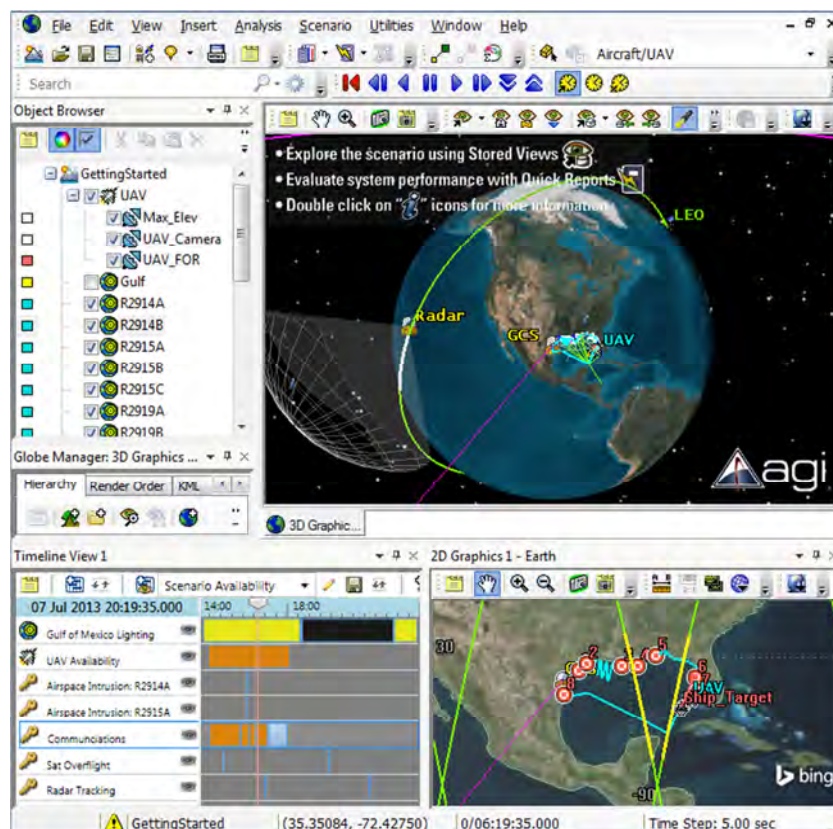 File Edit View Insert Analysis Scenario Utilities Window Help
Aircraft/UAV
Search
Object Browser
GettingStarted
UAV
Max_Elev
UAV_Camera
UAV_FOR
Gulf
R2914A
R2914B
R2915A
R2915B
R2915C
R2919A
R2919B
Globe Manager: 3D Graphics ...
Hierarchy Render Order KML
• Explore the scenario using Stored Views
• Evaluate system performance with Quick Reports
• Double click on "i" icons for more information
LEO
Radar
GCS
UAV
agi
3D Graphic...
Timeline View 1
Scenario Availability
07 Jul 2013 20:19:35.000 14:00 18:00
Gulf of Mexico Lighting
UAV Availability
Airspace Intrusion: R2914A
Airspace Intrusion: R2915A
Communciations
Sat Overflight
Radar Tracking
2D Graphics 1 - Earth
30
2
5
6
7
UAV
8
Ship_Target
-90
bing
GettingStarted (35.35084, -72.42750) 0/06:19:35.000 Time Step: 5.00 sec